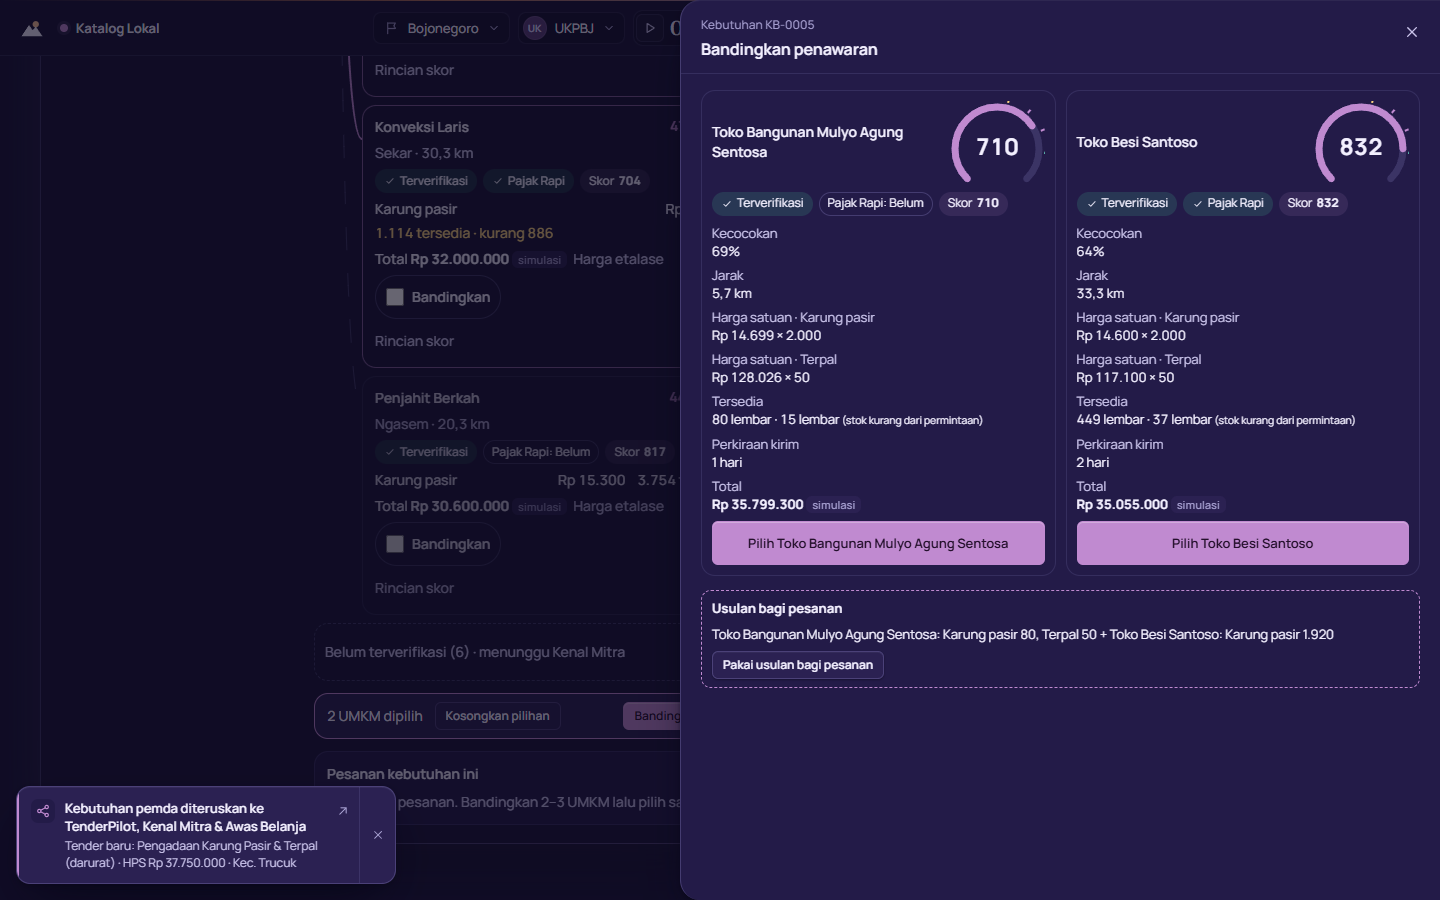 Katalog Lokal
Bojonegoro
UK UKPBJ
Rincian skor
Konveksi Laris
Sekar · 30,3 km
Terverifikasi Pajak Rapi Skor 704
Karung pasir
1.114 tersedia · kurang 886
Total Rp 32.000.000 simulasi Harga etalase
Bandingkan
Rincian skor
Penjahit Berkah
Ngasem · 20,3 km
Terverifikasi Pajak Rapi: Belum Skor 817
Karung pasir Rp 15.300
Total Rp 30.600.000 simulasi Harga etalase
Bandingkan
Rincian skor
Belum terverifikasi (6) · menunggu Kenal Mitra
2 UMKM dipilih Kosongkan pilihan
Pesanan kebutuhan ini
pesanan. Bandingkan 2–3 UMKM lalu pilih
Kebutuhan pemda diteruskan ke
TenderPilot, Kenal Mitra & Awas Belanja
Tender baru: Pengadaan Karung Pasir & Terpal
(darurat) · HPS Rp 37.750.000 · Kec. Trucuk
Kebutuhan KB-0005
Bandingkan penawaran
Toko Bangunan Mulyo Agung
Sentosa
710
Terverifikasi Pajak Rapi: Belum Skor 710
Kecocokan
69%
Jarak
5,7 km
Harga satuan · Karung pasir
Rp 14.699 × 2.000
Harga satuan · Terpal
Rp 128.026 × 50
Tersedia
80 lembar · 15 lembar (stok kurang dari permintaan)
Perkiraan kirim
1 hari
Total
Rp 35.799.300 simulasi
Pilih Toko Bangunan Mulyo Agung Sentosa
Toko Besi Santoso
832
Terverifikasi Pajak Rapi Skor 832
Kecocokan
64%
Jarak
33,3 km
Harga satuan · Karung pasir
Rp 14.600 × 2.000
Harga satuan · Terpal
Rp 117.100 × 50
Tersedia
449 lembar · 37 lembar (stok kurang dari permintaan)
Perkiraan kirim
2 hari
Total
Rp 35.055.000 simulasi
Pilih Toko Besi Santoso
Usulan bagi pesanan
Toko Bangunan Mulyo Agung Sentosa: Karung pasir 80, Terpal 50 + Toko Besi Santoso: Karung pasir 1.920
Pakai usulan bagi pesanan